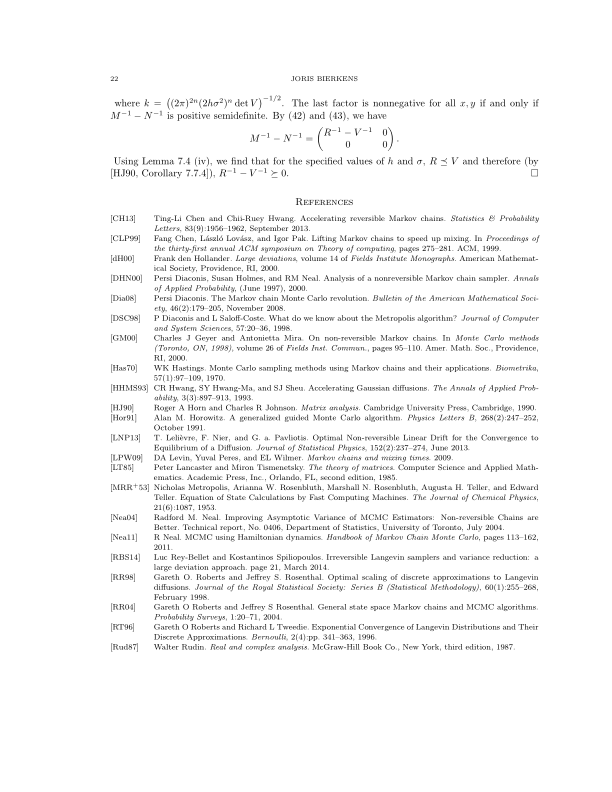 22 JORIS BIERKENS
where k = ((2π)^{2n}(2hσ²)^n det V)^{−1/2}. The last factor is nonnegative for all x, y if and only if
M^{−1} − N^{−1} is positive semidefinite. By (42) and (43), we have
M^{−1} − N^{−1} = (R^{−1} − V^{−1} 0
0 0).
Using Lemma 7.4 (iv), we find that for the specified values of h and σ, R ⪯ V and therefore (by
[HJ90, Corollary 7.7.4]), R^{−1} − V^{−1} ⪰ 0. □
References
[CH13] Ting-Li Chen and Chii-Ruey Hwang. Accelerating reversible Markov chains. Statistics & Probability
Letters, 83(9):1956–1962, September 2013.
[CLP99] Fang Chen, László Lovász, and Igor Pak. Lifting Markov chains to speed up mixing. In Proceedings of
the thirty-first annual ACM symposium on Theory of computing, pages 275–281. ACM, 1999.
[dH00] Frank den Hollander. Large deviations, volume 14 of Fields Institute Monographs. American Mathemat-
ical Society, Providence, RI, 2000.
[DHN00] Persi Diaconis, Susan Holmes, and RM Neal. Analysis of a nonreversible Markov chain sampler. Annals
of Applied Probability, (June 1997), 2000.
[Dia08] Persi Diaconis. The Markov chain Monte Carlo revolution. Bulletin of the American Mathematical Soci-
ety, 46(2):179–205, November 2008.
[DSC98] P Diaconis and L Saloff-Coste. What do we know about the Metropolis algorithm? Journal of Computer
and System Sciences, 57:20–36, 1998.
[GM00] Charles J Geyer and Antonietta Mira. On non-reversible Markov chains. In Monte Carlo methods
(Toronto, ON, 1998), volume 26 of Fields Inst. Commun., pages 95–110. Amer. Math. Soc., Providence,
RI, 2000.
[Has70] WK Hastings. Monte Carlo sampling methods using Markov chains and their applications. Biometrika,
57(1):97–109, 1970.
[HHMS93] CR Hwang, SY Hwang-Ma, and SJ Sheu. Accelerating Gaussian diffusions. The Annals of Applied Prob-
ability, 3(3):897–913, 1993.
[HJ90] Roger A Horn and Charles R Johnson. Matrix analysis. Cambridge University Press, Cambridge, 1990.
[Hor91] Alan M. Horowitz. A generalized guided Monte Carlo algorithm. Physics Letters B, 268(2):247–252,
October 1991.
[LNP13] T. Lelièvre, F. Nier, and G. a. Pavliotis. Optimal Non-reversible Linear Drift for the Convergence to
Equilibrium of a Diffusion. Journal of Statistical Physics, 152(2):237–274, June 2013.
[LPW09] DA Levin, Yuval Peres, and EL Wilmer. Markov chains and mixing times. 2009.
[LT85] Peter Lancaster and Miron Tismenetsky. The theory of matrices. Computer Science and Applied Math-
ematics. Academic Press, Inc., Orlando, FL, second edition, 1985.
[MRR+53] Nicholas Metropolis, Arianna W. Rosenbluth, Marshall N. Rosenbluth, Augusta H. Teller, and Edward
Teller. Equation of State Calculations by Fast Computing Machines. The Journal of Chemical Physics,
21(6):1087, 1953.
[Nea04] Radford M. Neal. Improving Asymptotic Variance of MCMC Estimators: Non-reversible Chains are
Better. Technical report, No. 0406, Department of Statistics, University of Toronto, July 2004.
[Nea11] R Neal. MCMC using Hamiltonian dynamics. Handbook of Markov Chain Monte Carlo, pages 113–162,
2011.
[RBS14] Luc Rey-Bellet and Kostantinos Spiliopoulos. Irreversible Langevin samplers and variance reduction: a
large deviation approach. page 21, March 2014.
[RR98] Gareth O. Roberts and Jeffrey S. Rosenthal. Optimal scaling of discrete approximations to Langevin
diffusions. Journal of the Royal Statistical Society: Series B (Statistical Methodology), 60(1):255–268,
February 1998.
[RR04] Gareth O Roberts and Jeffrey S Rosenthal. General state space Markov chains and MCMC algorithms.
Probability Surveys, 1:20–71, 2004.
[RT96] Gareth O Roberts and Richard L Tweedie. Exponential Convergence of Langevin Distributions and Their
Discrete Approximations. Bernoulli, 2(4):pp. 341–363, 1996.
[Rud87] Walter Rudin. Real and complex analysis. McGraw-Hill Book Co., New York, third edition, 1987.